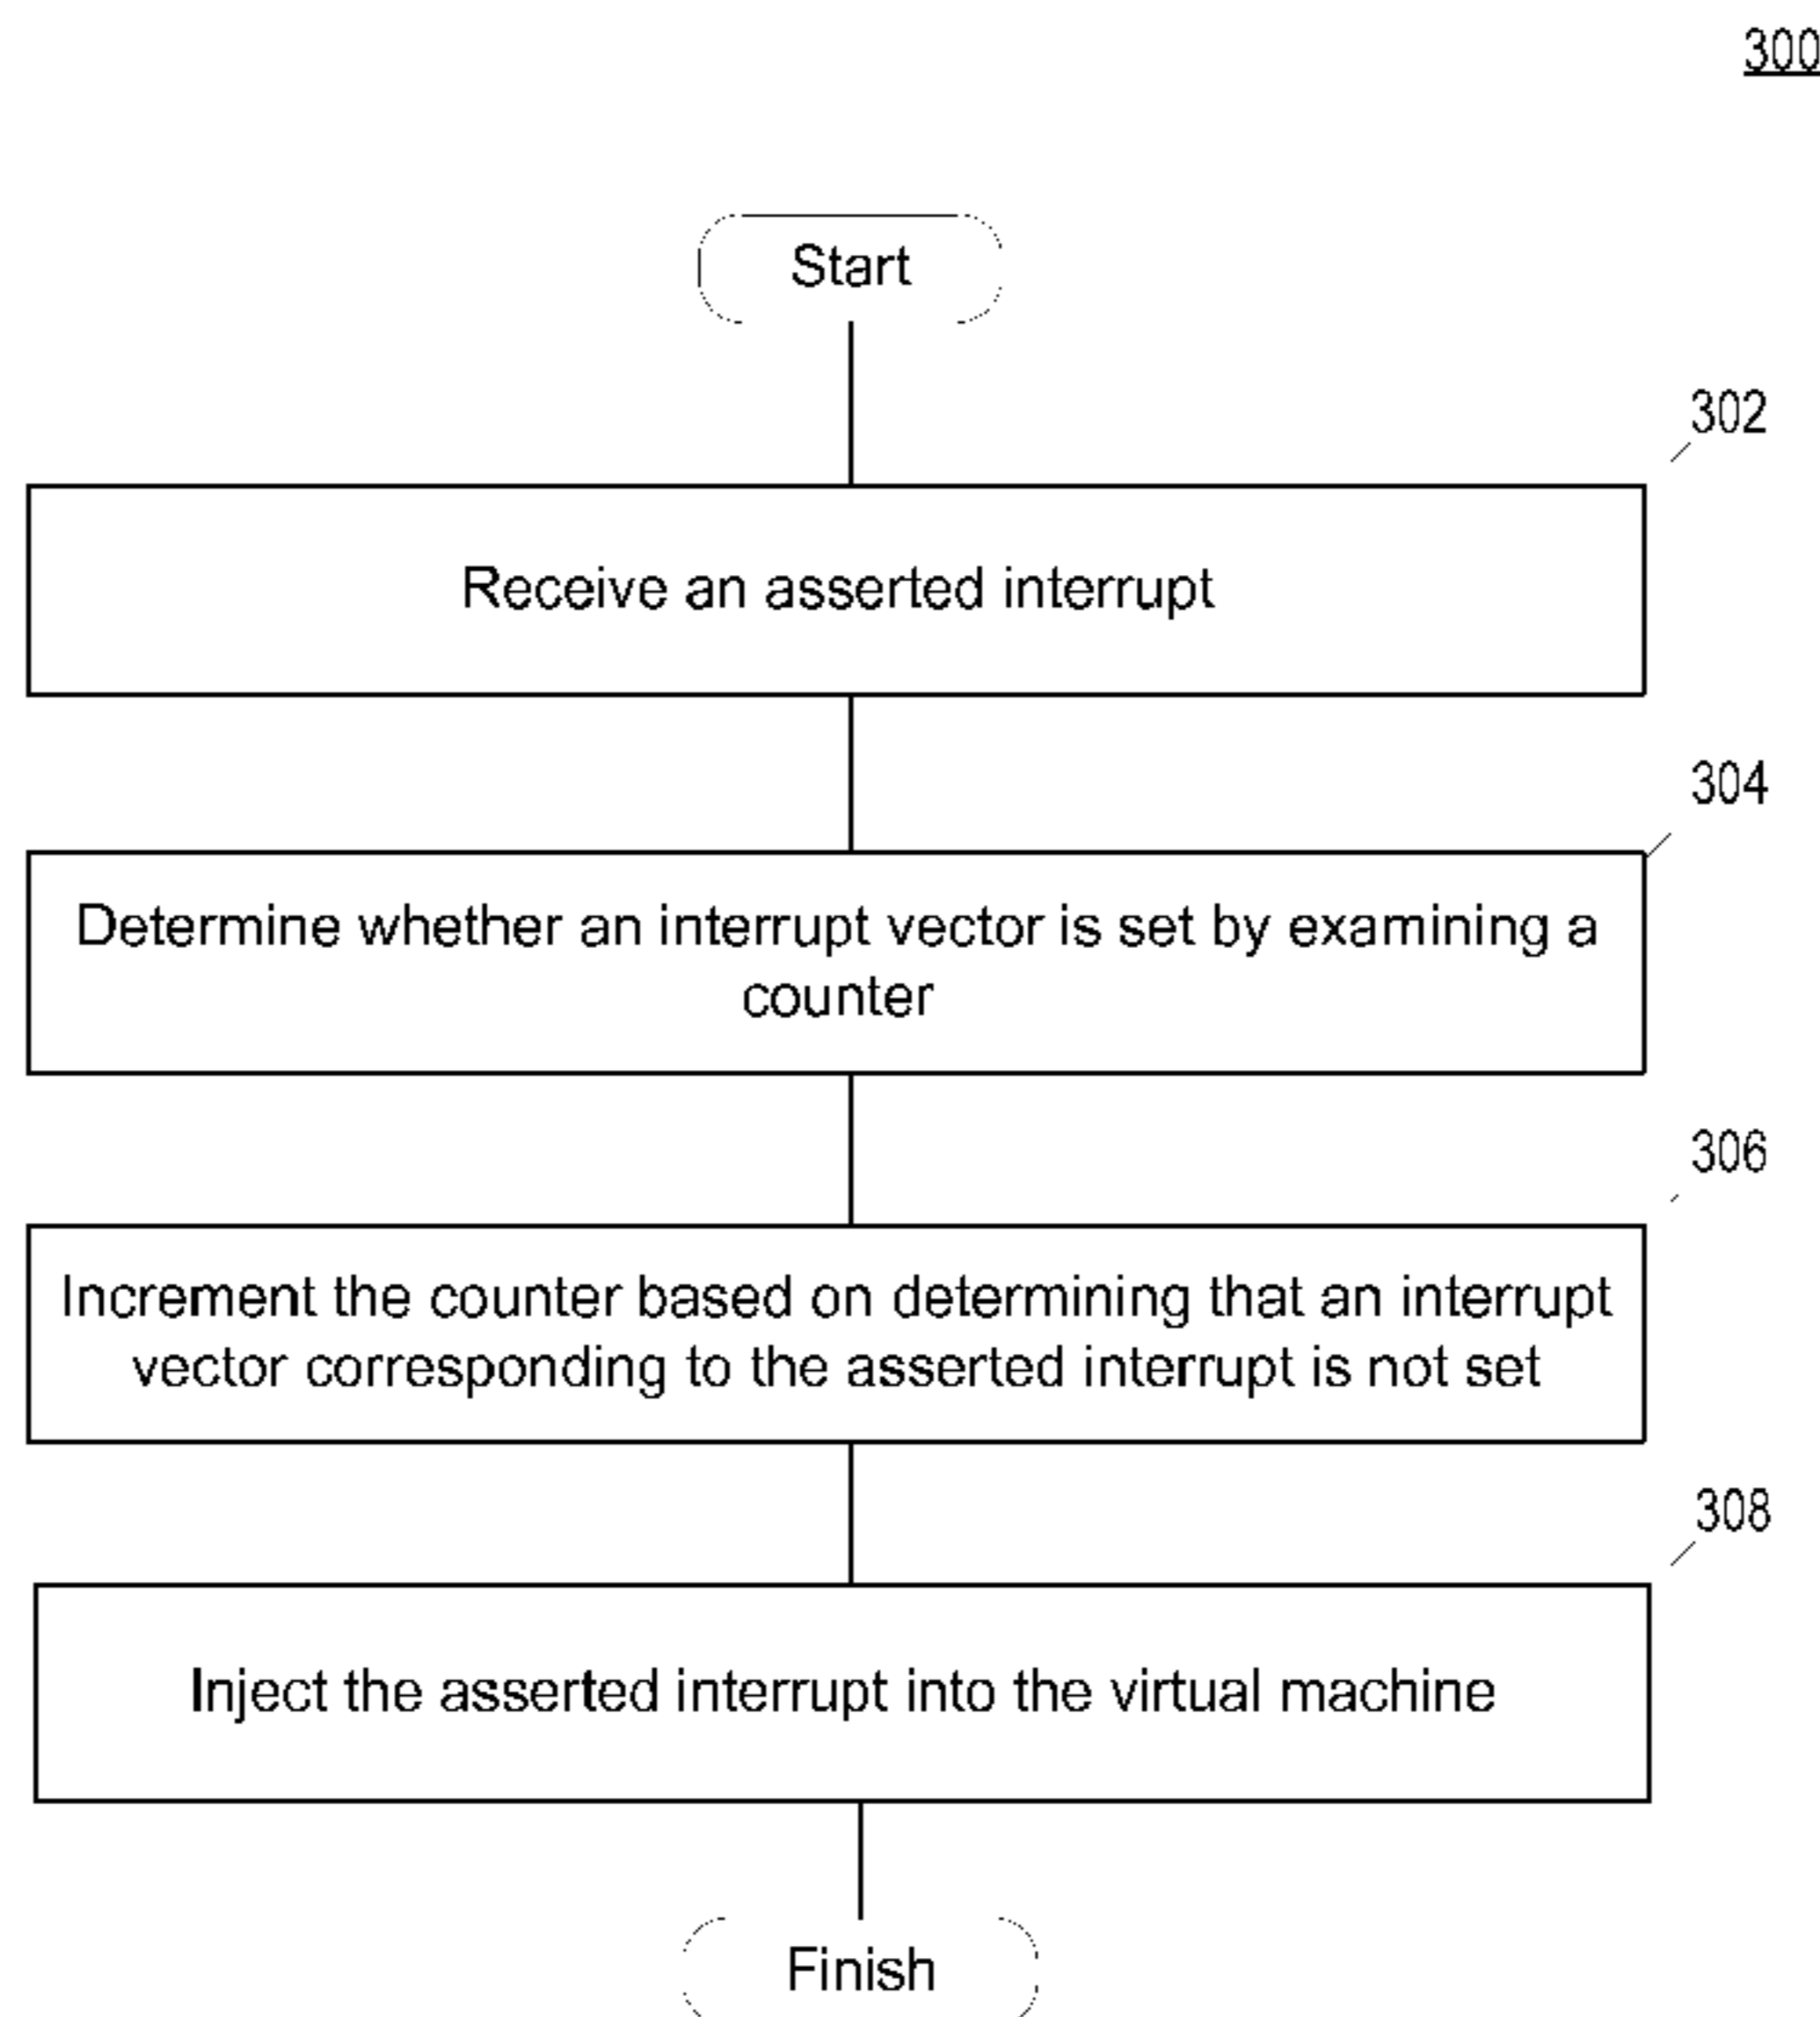 300
Start
302
Receive an asserted interrupt
304
Determine whether an interrupt vector is set by examining a
counter
306
Increment the counter based on determining that an interrupt
vector corresponding to the asserted interrupt is not set
308
Inject the asserted interrupt into the virtual machine
Finish